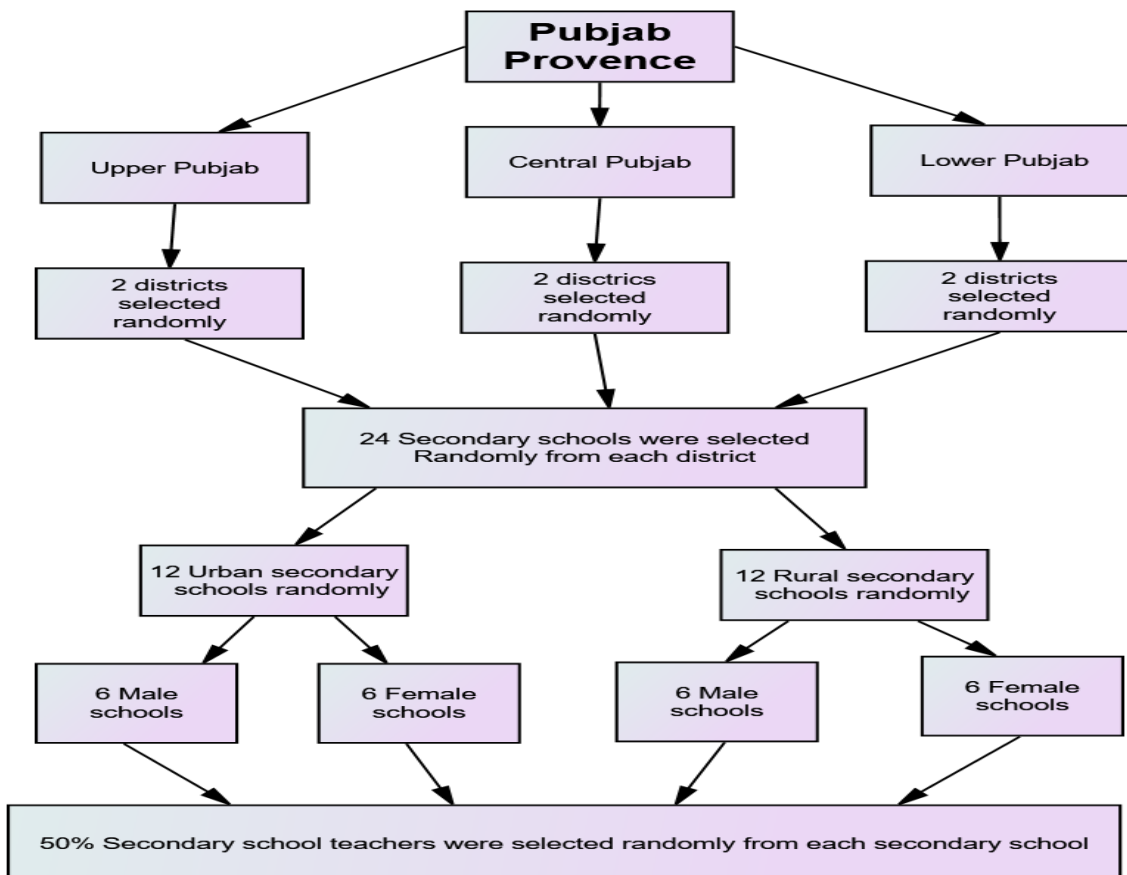 Pubjab
Provence
Upper Pubjab
Central Pubjab
Lower Pubjab
2 districts
selected
randomly
2 disctrics
selected
randomly
2 districts
selected
randomly
24 Secondary schools were selected
Randomly from each district
12 Urban secondary
schools randomly
12 Rural secondary
schools randomly
6 Male
schools
6 Female
schools
6 Male
schools
6 Female
schools
50% Secondary school teachers were selected randomly from each secondary school